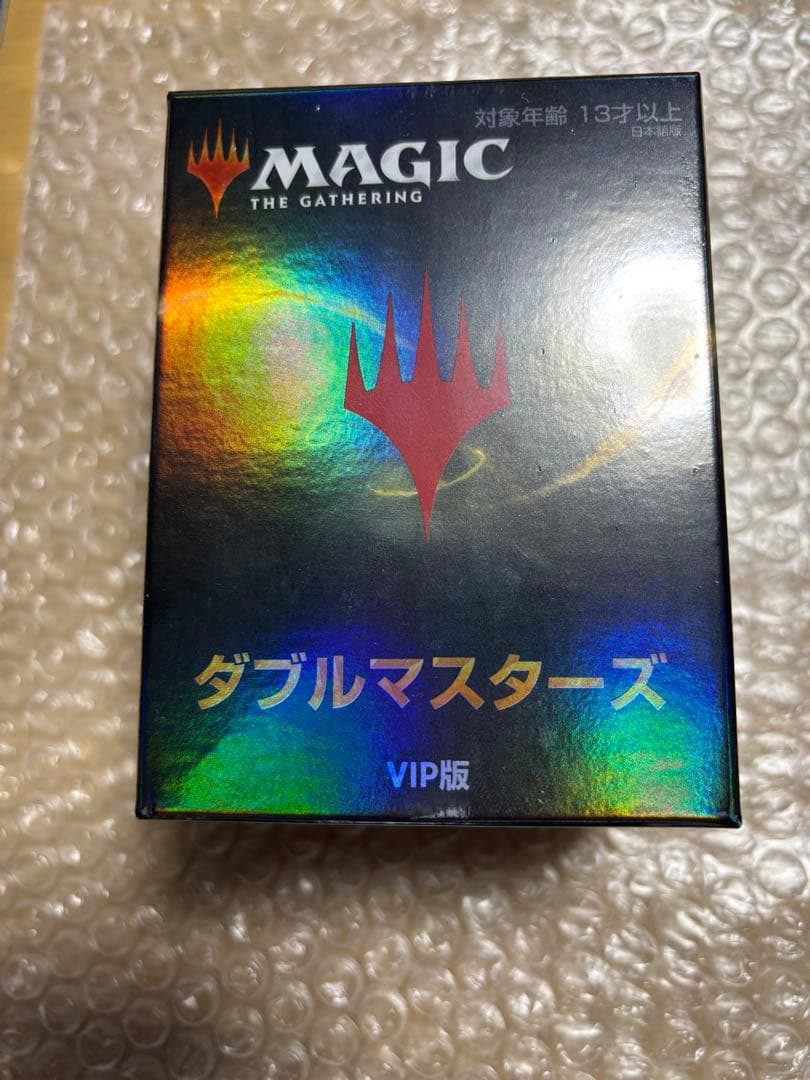 対象年齢 13才以上
日本語版
MAGIC
THE GATHERING
ダブルマスターズ
VIP版